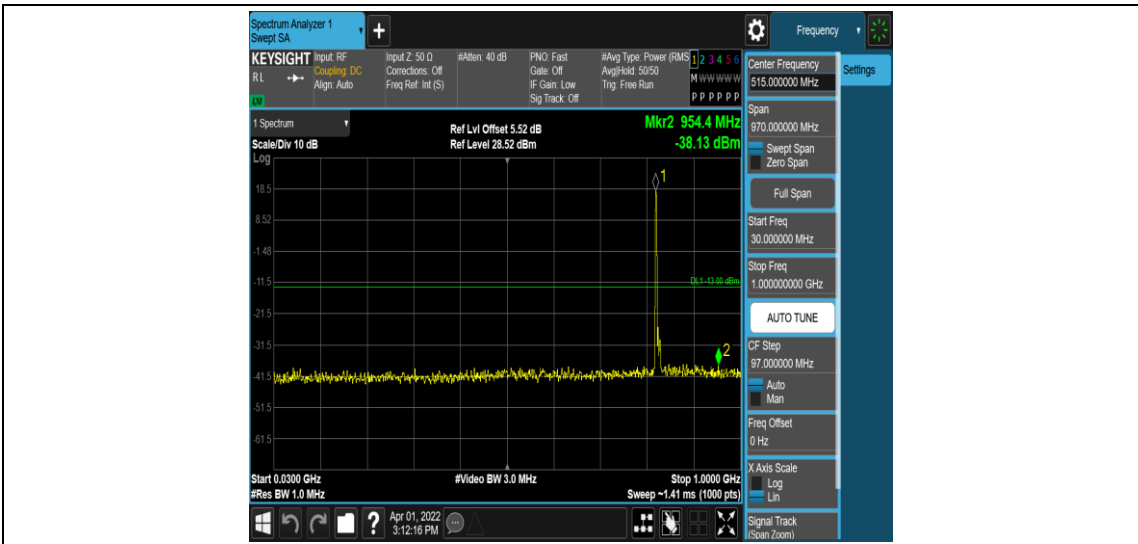 Spectrum Analyzer 1
Swept SA
+
Frequency
KEYSIGHT
RL
LXI
Input: RF
Coupling: DC
Align: Auto
Input Z: 50 Ω
Corrections: Off
Freq Ref: Int (S)
#Atten: 40 dB
PNO: Fast
Gate: Off
IF Gain: Low
Sig Track: Off
#Avg Type: Power (RMS
Avg|Hold: 50/50
Trig: Free Run
1 2 3 4 5 6
M W W W W W
P P P P P P
1 Spectrum
Scale/Div 10 dB
Log
Ref Lvl Offset 5.52 dB
Ref Level 28.52 dBm
Mkr2 954.4 MHz
-38.13 dBm
1
18.5
8.52
-1.48
-11.5
DL1 -13.00 dBm
-21.5
-31.5
2
-41.5
-51.5
-61.5
Start 0.0300 GHz
#Res BW 1.0 MHz
#Video BW 3.0 MHz
Stop 1.0000 GHz
Sweep ~1.41 ms (1000 pts)
Center Frequency
515.000000 MHz
Settings
Span
970.000000 MHz
Swept Span
Zero Span
Full Span
Start Freq
30.000000 MHz
Stop Freq
1.000000000 GHz
AUTO TUNE
CF Step
97.000000 MHz
Auto
Man
Freq Offset
0 Hz
X Axis Scale
Log
Lin
Signal Track
(Span Zoom)
?
Apr 01, 2022
3:12:16 PM